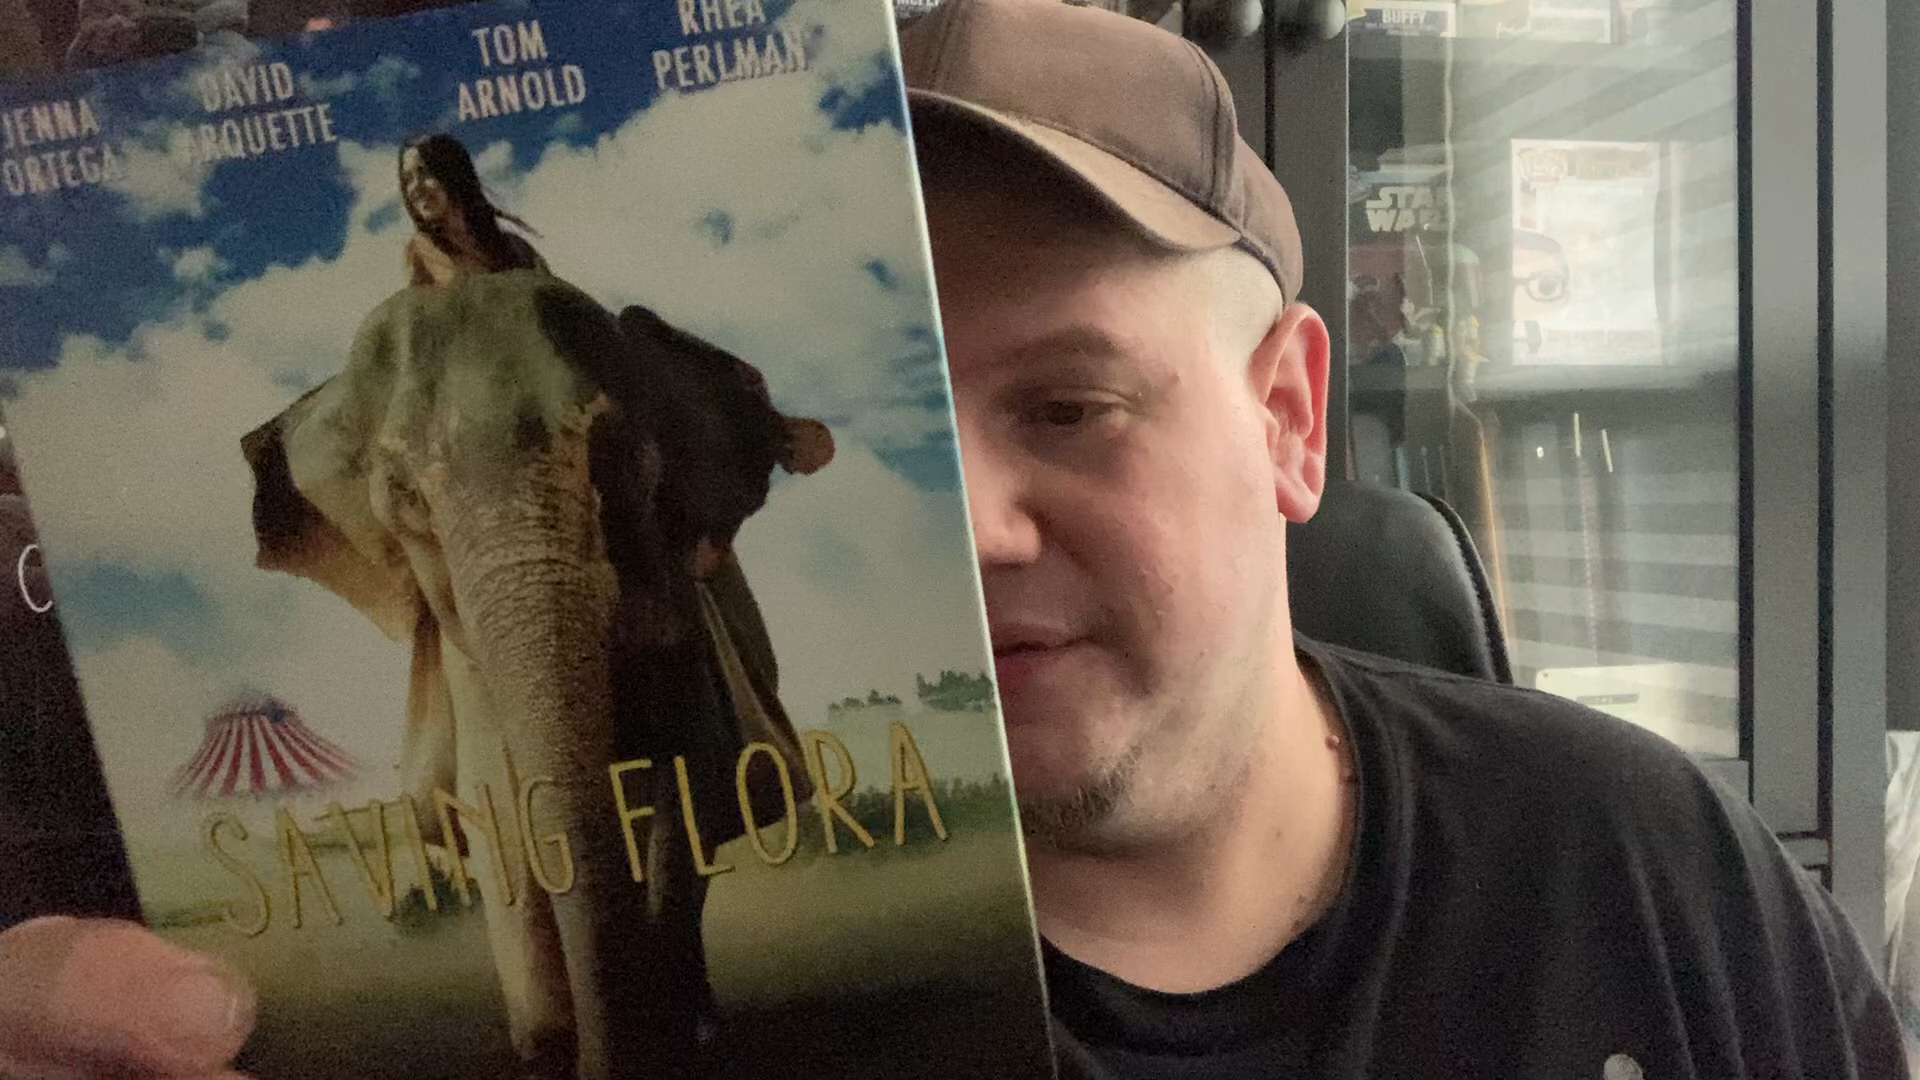 JENNA
ORTEGA
DAVID
ARQUETTE
TOM
ARNOLD
RHEA
PERLMAN
SAVING FLORA
C
BUFFY
STAR
WARS